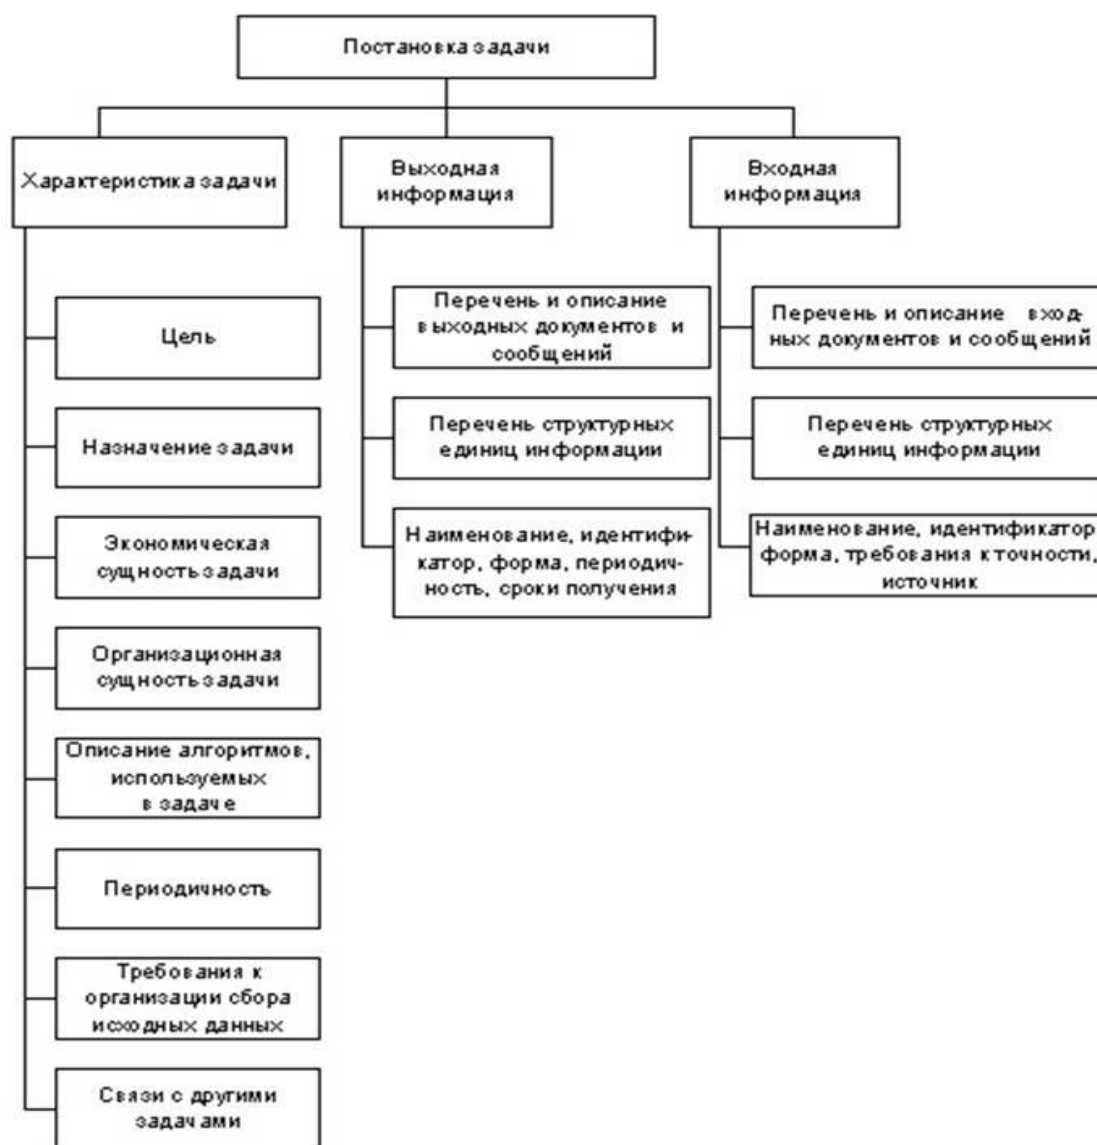 Постановка задачи
Характеристика задачи
Выходная
информация
Входная
информация
Цель
Назначение задачи
Экономическая
сущность задачи
Организационная
сущность задачи
Описание алгоритмов,
используемых
в задаче
Периодичность
Требования к
организации сбора
исходных данных
Связи с другими
задачами
Перечень и описание
выходных документов и
сообщений
Перечень структурных
единиц информации
Наименование, идентифи-
катор, форма, периодич-
ность, сроки получения
Перечень и описание вход-
ных документов и сообщений
Перечень структурных
единиц информации
Наименование, идентификатор
форма, требования к точности,
источник